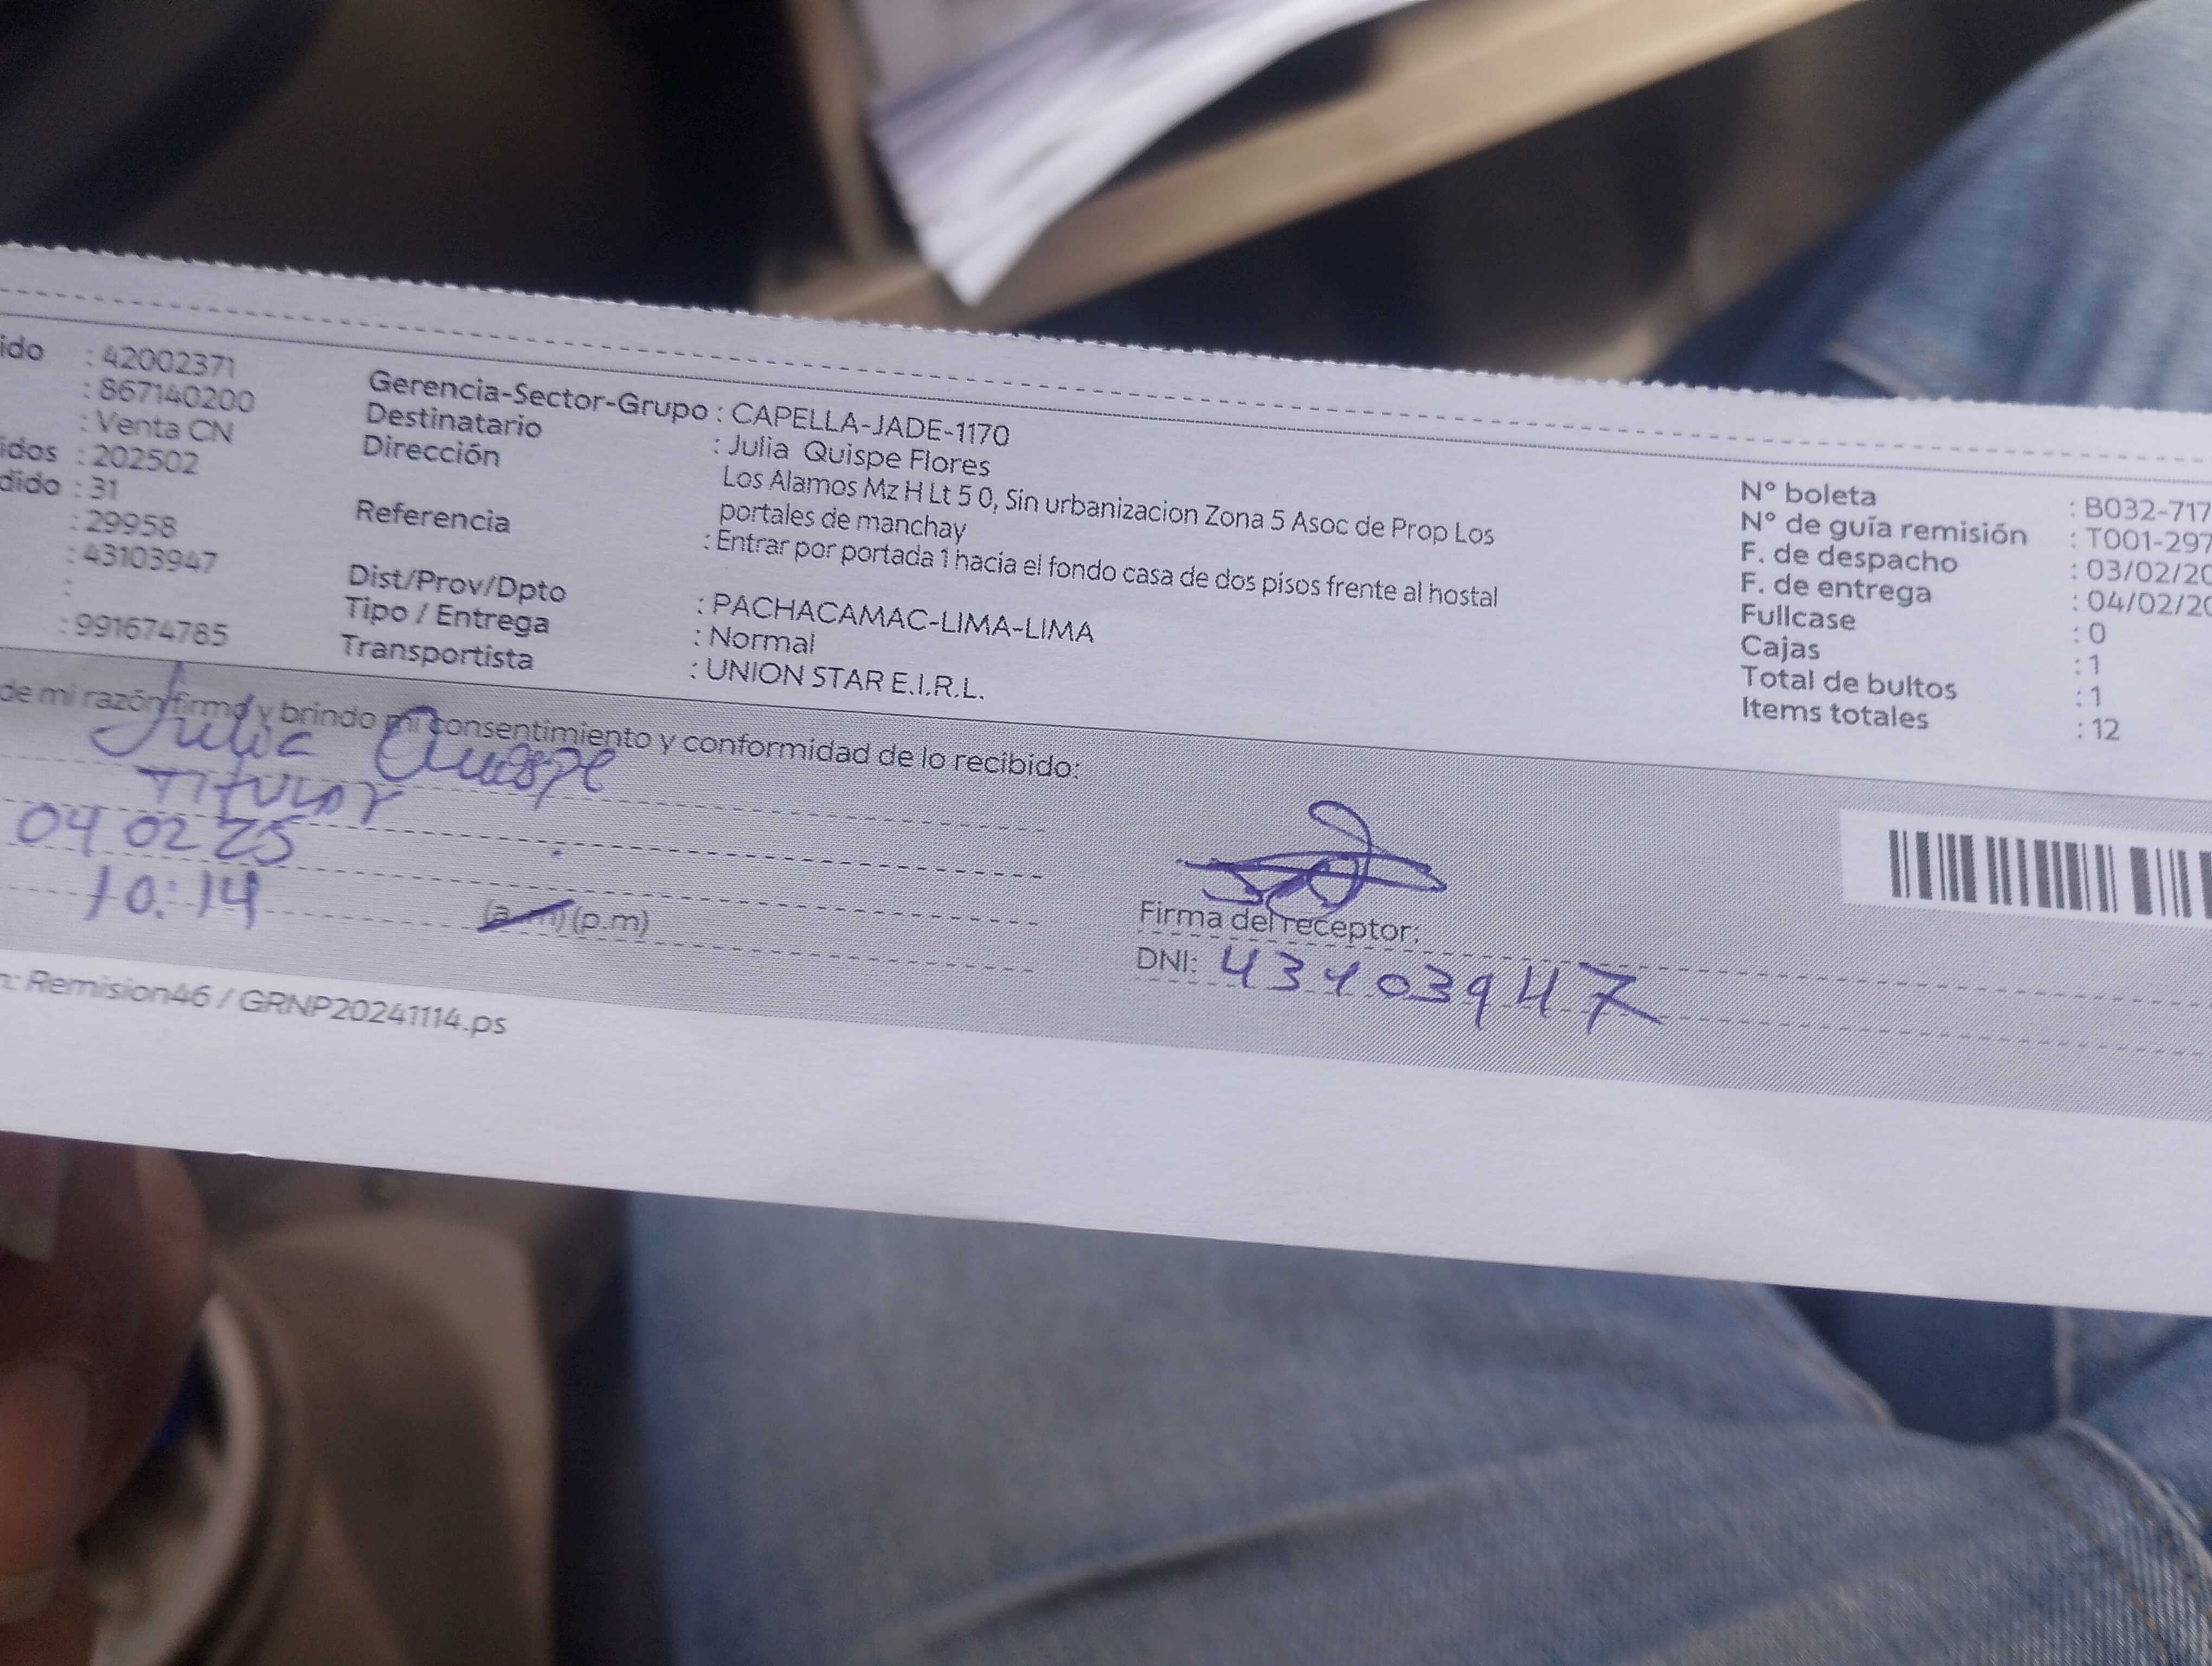 ido : 42002371
: 867140200
: Venta CN
idos : 202502
dido : 31
: 29958
: 43103947
:
: 991674785
Gerencia-Sector-Grupo : CAPELLA-JADE-1170
Destinatario : Julia Quispe Flores
Dirección Los Alamos Mz H Lt 5 0, Sin urbanizacion Zona 5 Asoc de Prop Los
portales de manchay
Referencia : Entrar por portada 1 hacia el fondo casa de dos pisos frente al hostal
Dist/Prov/Dpto : PACHACAMAC-LIMA-LIMA
Tipo / Entrega : Normal
Transportista : UNION STAR E.I.R.L.
N° boleta : B032-717
N° de guía remisión : T001-297
F. de despacho : 03/02/20
F. de entrega : 04/02/20
Fullcase : 0
Cajas : 1
Total de bultos : 1
Items totales : 12
de mi razón firmo y brindo mi consentimiento y conformidad de lo recibido:
Julia Quispe
Titular
04 02 25
10:14 (a.m) (p.m)
Firma del receptor:
DNI: 43103947
n: Remision46 / GRNP20241114.ps